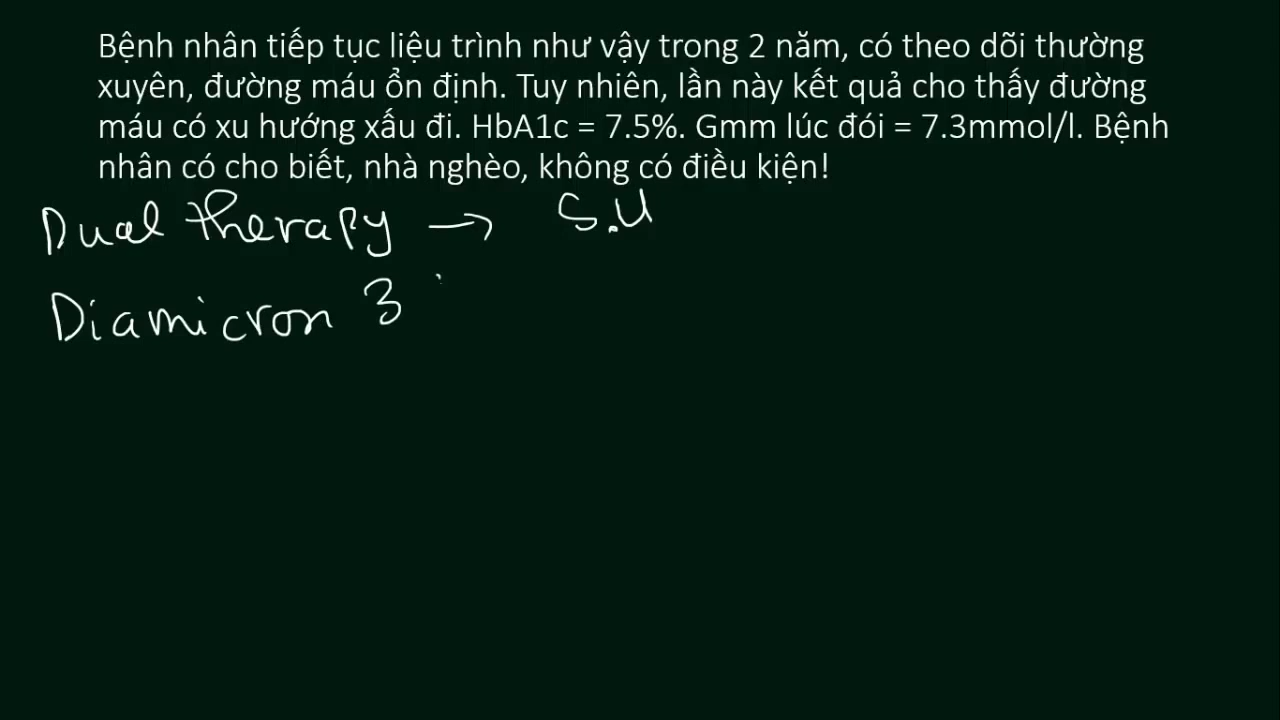 Bệnh nhân tiếp tục liệu trình như vậy trong 2 năm, có theo dõi thường
xuyên, đường máu ổn định. Tuy nhiên, lần này kết quả cho thấy đường
máu có xu hướng xấu đi. HbA1c = 7.5%. Gmm lúc đói = 7.3mmol/l. Bệnh
nhân có cho biết, nhà nghèo, không có điều kiện!
Dual therapy → S.U
Diamicron 3